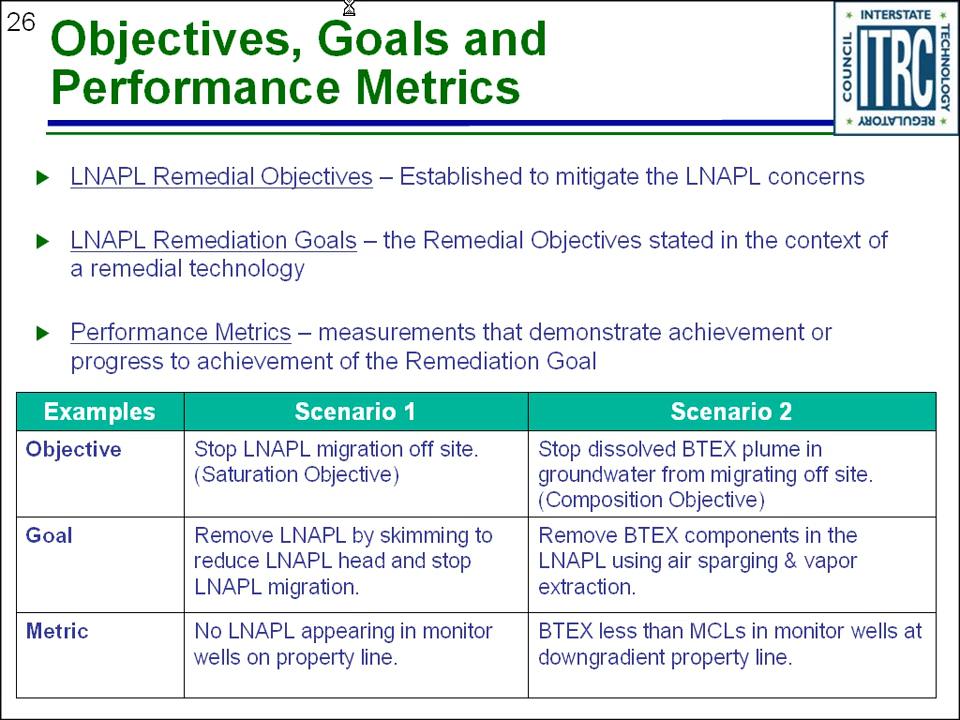 26
Objectives, Goals and
Performance Metrics
INTERSTATE
TECHNOLOGY
REGULATORY
COUNCIL
ITRC
LNAPL Remedial Objectives – Established to mitigate the LNAPL concerns
LNAPL Remediation Goals – the Remedial Objectives stated in the context of
a remedial technology
Performance Metrics – measurements that demonstrate achievement or
progress to achievement of the Remediation Goal
Examples
Scenario 1
Scenario 2
Objective
Stop LNAPL migration off site.
(Saturation Objective)
Stop dissolved BTEX plume in
groundwater from migrating off site.
(Composition Objective)
Goal
Remove LNAPL by skimming to
reduce LNAPL head and stop
LNAPL migration.
Remove BTEX components in the
LNAPL using air sparging & vapor
extraction.
Metric
No LNAPL appearing in monitor
wells on property line.
BTEX less than MCLs in monitor wells at
downgradient property line.